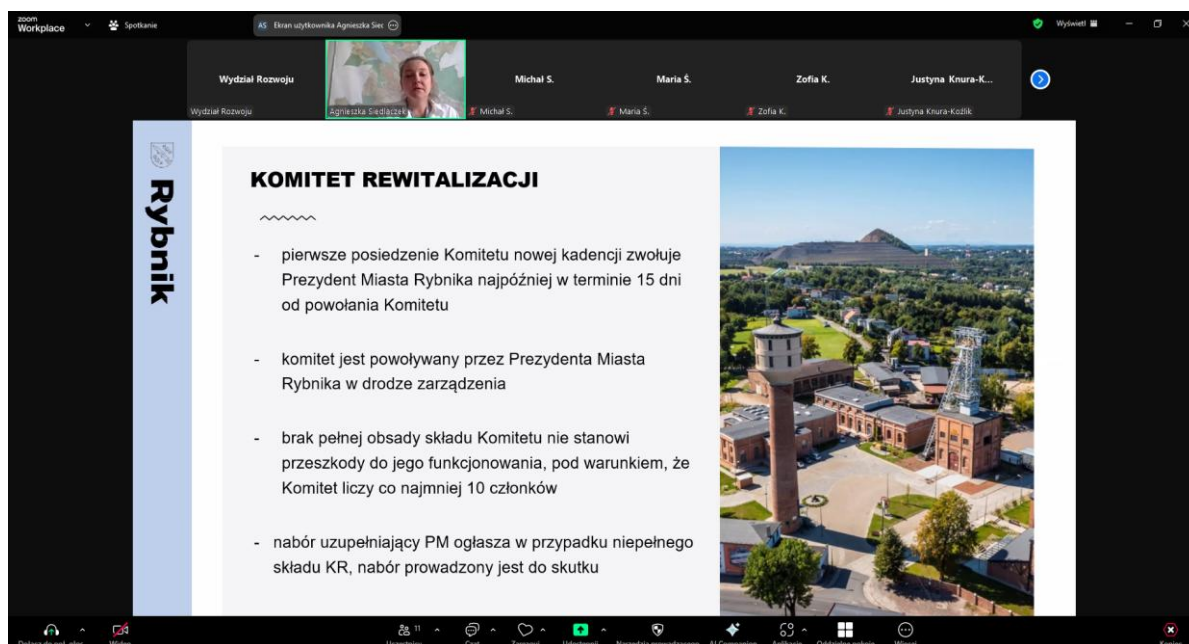 zoom
Workplace
Spotkanie
AS Ekran użytkownika Agnieszka Siec
Wyświetl
Wydział Rozwoju
Michał S.
Maria Ś.
Zofia K.
Justyna Knura-K...
Wydział Rozwoju
Agnieszka Siedlaczek
Michał S.
Maria Ś.
Zofia K.
Justyna Knura-Koźlik
Rybnik
KOMITET REWITALIZACJI
- pierwsze posiedzenie Komitetu nowej kadencji zwołuje
Prezydent Miasta Rybnika najpóźniej w terminie 15 dni
od powołania Komitetu
- komitet jest powoływany przez Prezydenta Miasta
Rybnika w drodze zarządzenia
- brak pełnej obsady składu Komitetu nie stanowi
przeszkody do jego funkcjonowania, pod warunkiem, że
Komitet liczy co najmniej 10 członków
- nabór uzupełniający PM ogłasza w przypadku niepełnego
składu KR, nabór prowadzony jest do skutku
11